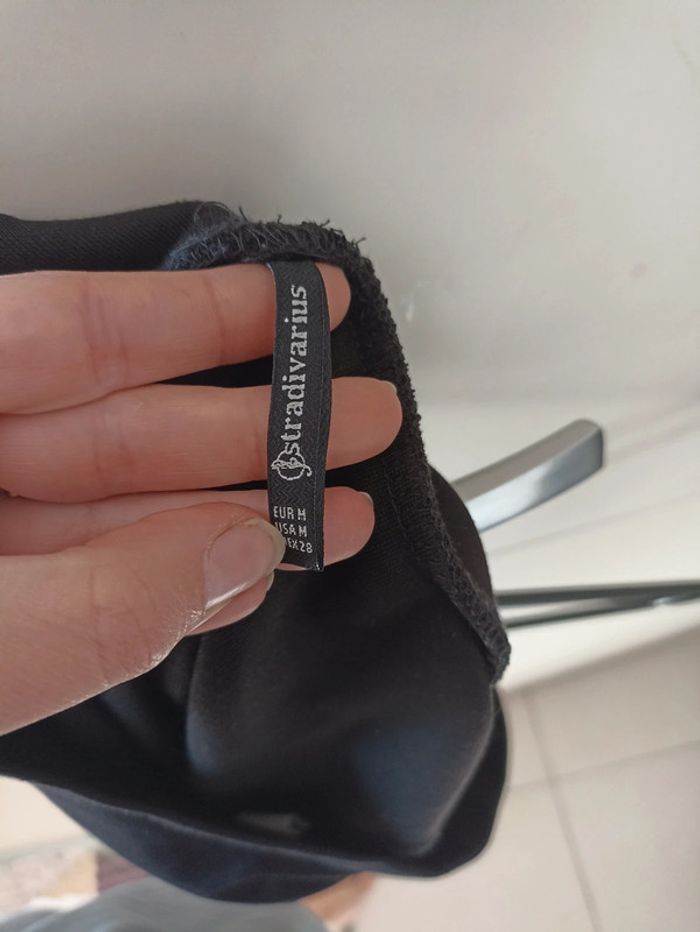 stradivarius
EUR M
USA M
MEX 28